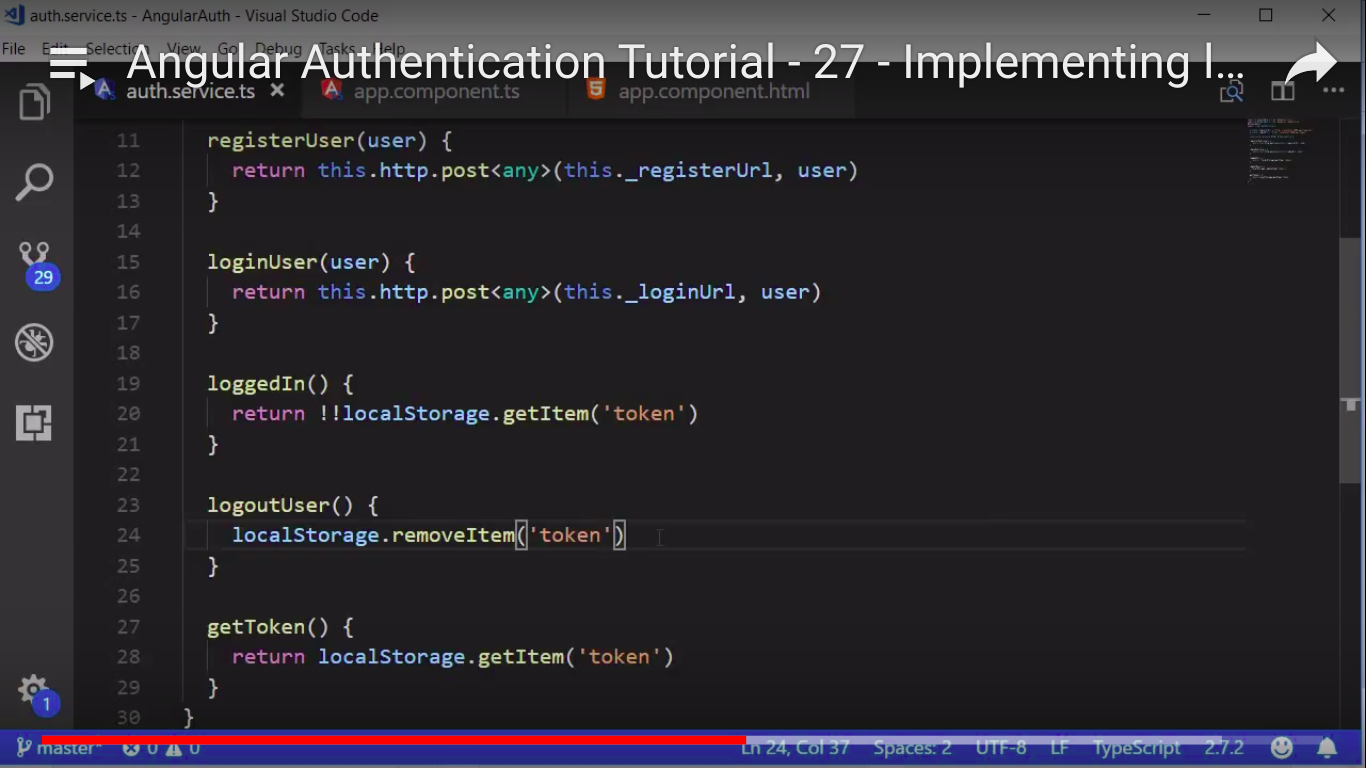 auth.service.ts - AngularAuth - Visual Studio Code
File Edit Selection View Go Debug Tasks Help
Angular Authentication Tutorial - 27 - Implementing l...
auth.service.ts app.component.ts app.component.html
11 registerUser(user) {
12 return this.http.post<any>(this._registerUrl, user)
13 }
14
15 loginUser(user) {
16 return this.http.post<any>(this._loginUrl, user)
17 }
18
19 loggedIn() {
20 return !!localStorage.getItem('token')
21 }
22
23 logoutUser() {
24 localStorage.removeItem('token')
25 }
26
27 getToken() {
28 return localStorage.getItem('token')
29 }
30 }
29
1
master* 0 0 Ln 24, Col 37 Spaces: 2 UTF-8 LF TypeScript 2.7.2